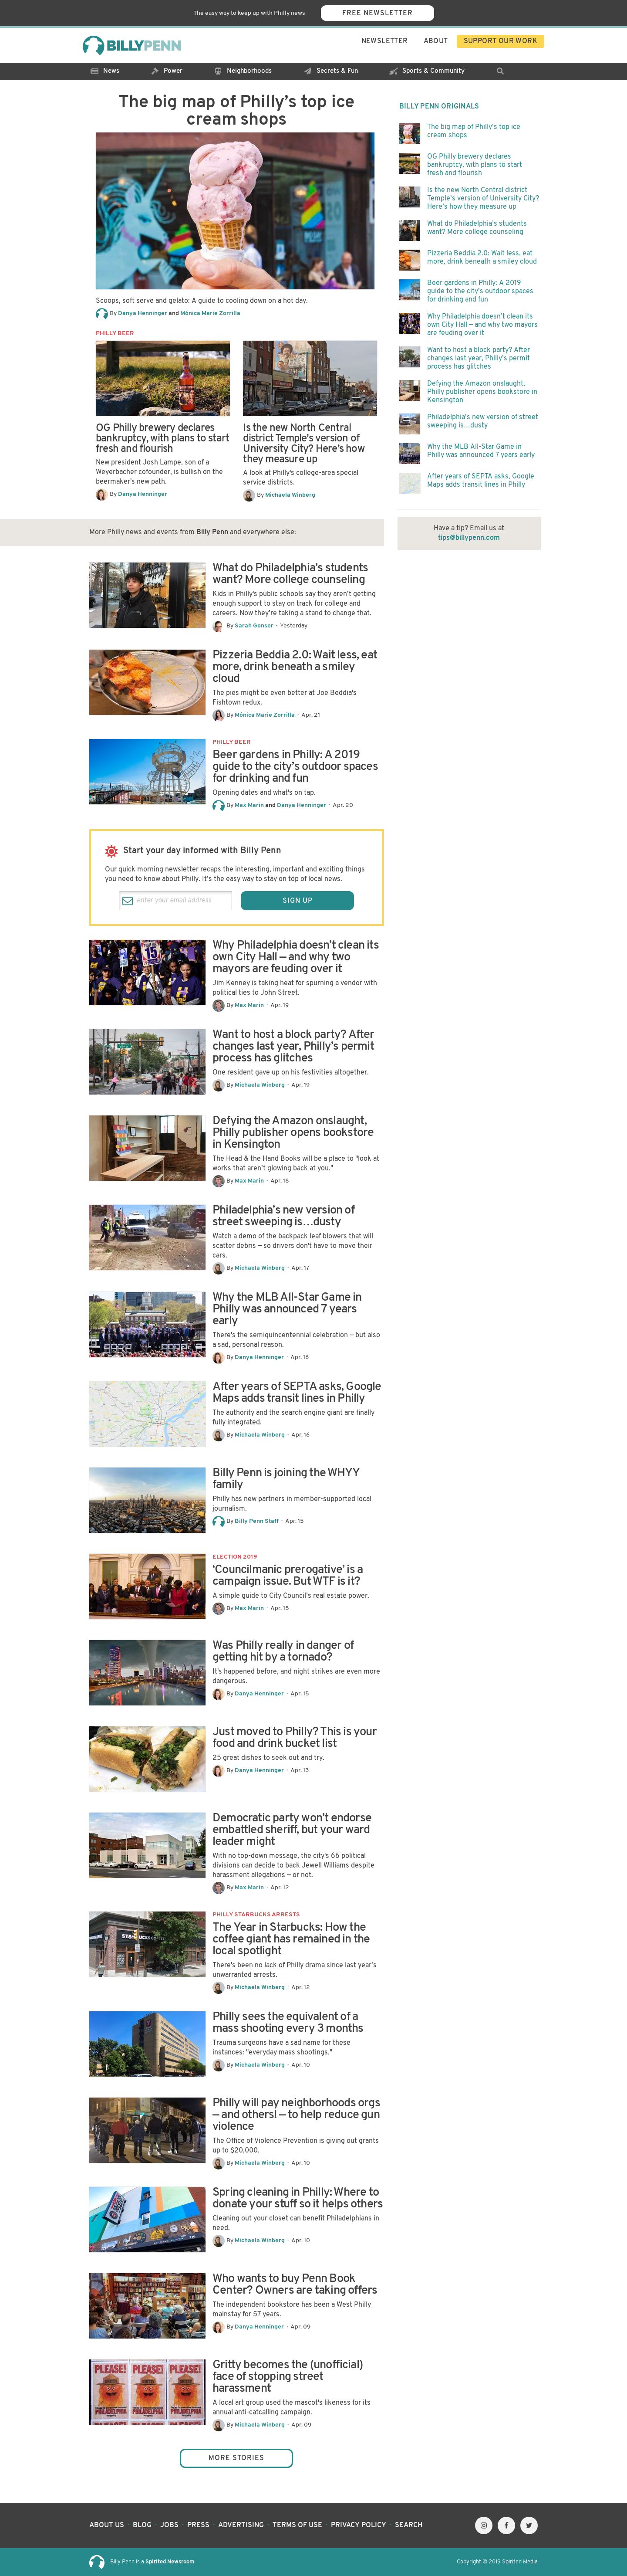 The easy way to keep up with Philly news
FREE NEWSLETTER
BILLYPENN
NEWSLETTER
ABOUT
SUPPORT OUR WORK
News
Power
Neighborhoods
Secrets & Fun
Sports & Community
The big map of Philly’s top ice
cream shops
Scoops, soft serve and gelato: A guide to cooling down on a hot day.
By Danya Henninger and Mónica Marie Zorrilla
PHILLY BEER
OG Philly brewery declares
bankruptcy, with plans to start
fresh and flourish
New president Josh Lampe, son of a
Weyerbacher cofounder, is bullish on the
beermaker's new path.
By Danya Henninger
Is the new North Central
district Temple’s version of
University City? Here’s how
they measure up
A look at Philly's college-area special
service districts.
By Michaela Winberg
BILLY PENN ORIGINALS
The big map of Philly’s top ice
cream shops
OG Philly brewery declares
bankruptcy, with plans to start
fresh and flourish
Is the new North Central district
Temple’s version of University City?
Here’s how they measure up
What do Philadelphia’s students
want? More college counseling
Pizzeria Beddia 2.0: Wait less, eat
more, drink beneath a smiley cloud
Beer gardens in Philly: A 2019
guide to the city’s outdoor spaces
for drinking and fun
Why Philadelphia doesn’t clean its
own City Hall — and why two mayors
are feuding over it
Want to host a block party? After
changes last year, Philly’s permit
process has glitches
Defying the Amazon onslaught,
Philly publisher opens bookstore in
Kensington
Philadelphia’s new version of street
sweeping is…dusty
Why the MLB All-Star Game in
Philly was announced 7 years early
After years of SEPTA asks, Google
Maps adds transit lines in Philly
Have a tip? Email us at
tips@billypenn.com
More Philly news and events from Billy Penn and everywhere else:
What do Philadelphia’s students
want? More college counseling
Kids in Philly's public schools say they aren’t getting
enough support to stay on track for college and
careers. Now they’re taking a stand to change that.
By Sarah Gonser · Yesterday
Pizzeria Beddia 2.0: Wait less, eat
more, drink beneath a smiley
cloud
The pies might be even better at Joe Beddia's
Fishtown redux.
By Mónica Marie Zorrilla · Apr. 21
PHILLY BEER
Beer gardens in Philly: A 2019
guide to the city’s outdoor spaces
for drinking and fun
Opening dates and what's on tap.
By Max Marin and Danya Henninger · Apr. 20
Start your day informed with Billy Penn
Our quick morning newsletter recaps the interesting, important and exciting things
you need to know about Philly. It’s the easy way to stay on top of local news.
enter your email address
SIGN UP
Why Philadelphia doesn’t clean its
own City Hall — and why two
mayors are feuding over it
Jim Kenney is taking heat for spurning a vendor with
political ties to John Street.
By Max Marin · Apr. 19
Want to host a block party? After
changes last year, Philly’s permit
process has glitches
One resident gave up on his festivities altogether.
By Michaela Winberg · Apr. 19
Defying the Amazon onslaught,
Philly publisher opens bookstore
in Kensington
The Head & the Hand Books will be a place to "look at
works that aren’t glowing back at you."
By Max Marin · Apr. 18
Philadelphia’s new version of
street sweeping is…dusty
Watch a demo of the backpack leaf blowers that will
scatter debris — so drivers don't have to move their
cars.
By Michaela Winberg · Apr. 17
Why the MLB All-Star Game in
Philly was announced 7 years
early
There's the semiquincentennial celebration — but also
a sad, personal reason.
By Danya Henninger · Apr. 16
After years of SEPTA asks, Google
Maps adds transit lines in Philly
The authority and the search engine giant are finally
fully integrated.
By Michaela Winberg · Apr. 16
Billy Penn is joining the WHYY
family
Philly has new partners in member-supported local
journalism.
By Billy Penn Staff · Apr. 15
ELECTION 2019
‘Councilmanic prerogative’ is a
campaign issue. But WTF is it?
A simple guide to City Council's real estate power.
By Max Marin · Apr. 15
Was Philly really in danger of
getting hit by a tornado?
It's happened before, and night strikes are even more
dangerous.
By Danya Henninger · Apr. 15
Just moved to Philly? This is your
food and drink bucket list
25 great dishes to seek out and try.
By Danya Henninger · Apr. 13
Democratic party won’t endorse
embattled sheriff, but your ward
leader might
With no top-down message, the city's 66 political
divisions can decide to back Jewell Williams despite
harassment allegations — or not.
By Max Marin · Apr. 12
PHILLY STARBUCKS ARRESTS
The Year in Starbucks: How the
coffee giant has remained in the
local spotlight
There's been no lack of Philly drama since last year's
unwarranted arrests.
By Michaela Winberg · Apr. 12
Philly sees the equivalent of a
mass shooting every 3 months
Trauma surgeons have a sad name for these
instances: "everyday mass shootings."
By Michaela Winberg · Apr. 10
Philly will pay neighborhoods orgs
— and others! — to help reduce gun
violence
The Office of Violence Prevention is giving out grants
up to $20,000.
By Michaela Winberg · Apr. 10
Spring cleaning in Philly: Where to
donate your stuff so it helps others
Cleaning out your closet can benefit Philadelphians in
need.
By Michaela Winberg · Apr. 10
Who wants to buy Penn Book
Center? Owners are taking offers
The independent bookstore has been a West Philly
mainstay for 57 years.
By Danya Henninger · Apr. 09
PLEASE! PLEASE! PLEASE!
PHILADELPHIA
Gritty becomes the (unofficial)
face of stopping street
harassment
A local art group used the mascot's likeness for its
annual anti-catcalling campaign.
By Michaela Winberg · Apr. 09
MORE STORIES
ABOUT US · BLOG · JOBS · PRESS · ADVERTISING · TERMS OF USE · PRIVACY POLICY · SEARCH
Billy Penn is a Spirited Newsroom
Copyright © 2019 Spirited Media